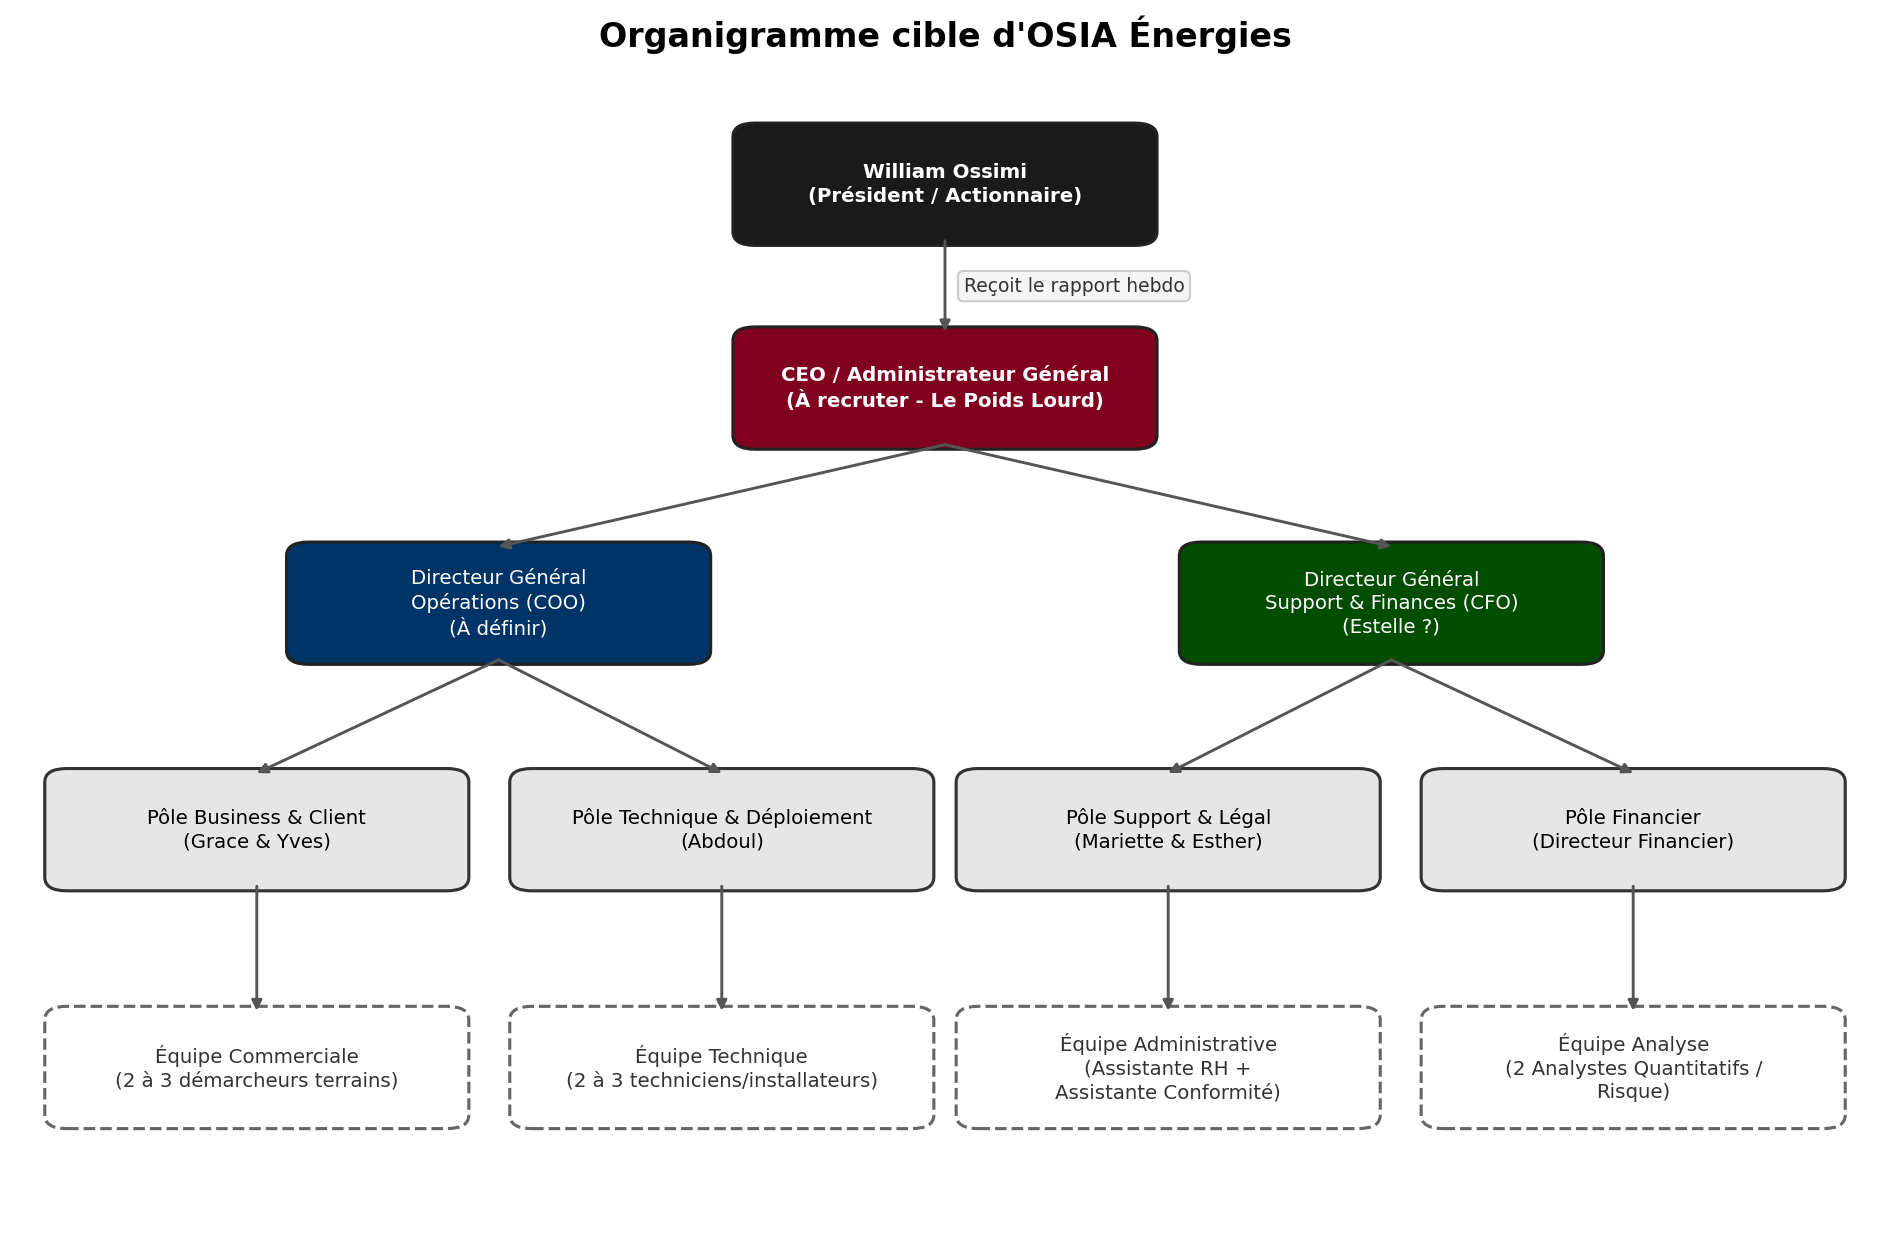 Organigramme cible d'OSIA Énergies
William Ossimi
(Président / Actionnaire)
Reçoit le rapport hebdo
CEO / Administrateur Général
(À recruter - Le Poids Lourd)
Directeur Général
Opérations (COO)
(À définir)
Directeur Général
Support & Finances (CFO)
(Estelle ?)
Pôle Business & Client
(Grace & Yves)
Pôle Technique & Déploiement
(Abdoul)
Pôle Support & Légal
(Mariette & Esther)
Pôle Financier
(Directeur Financier)
Équipe Commerciale
(2 à 3 démarcheurs terrains)
Équipe Technique
(2 à 3 techniciens/installateurs)
Équipe Administrative
(Assistante RH +
Assistante Conformité)
Équipe Analyse
(2 Analystes Quantitatifs /
Risque)